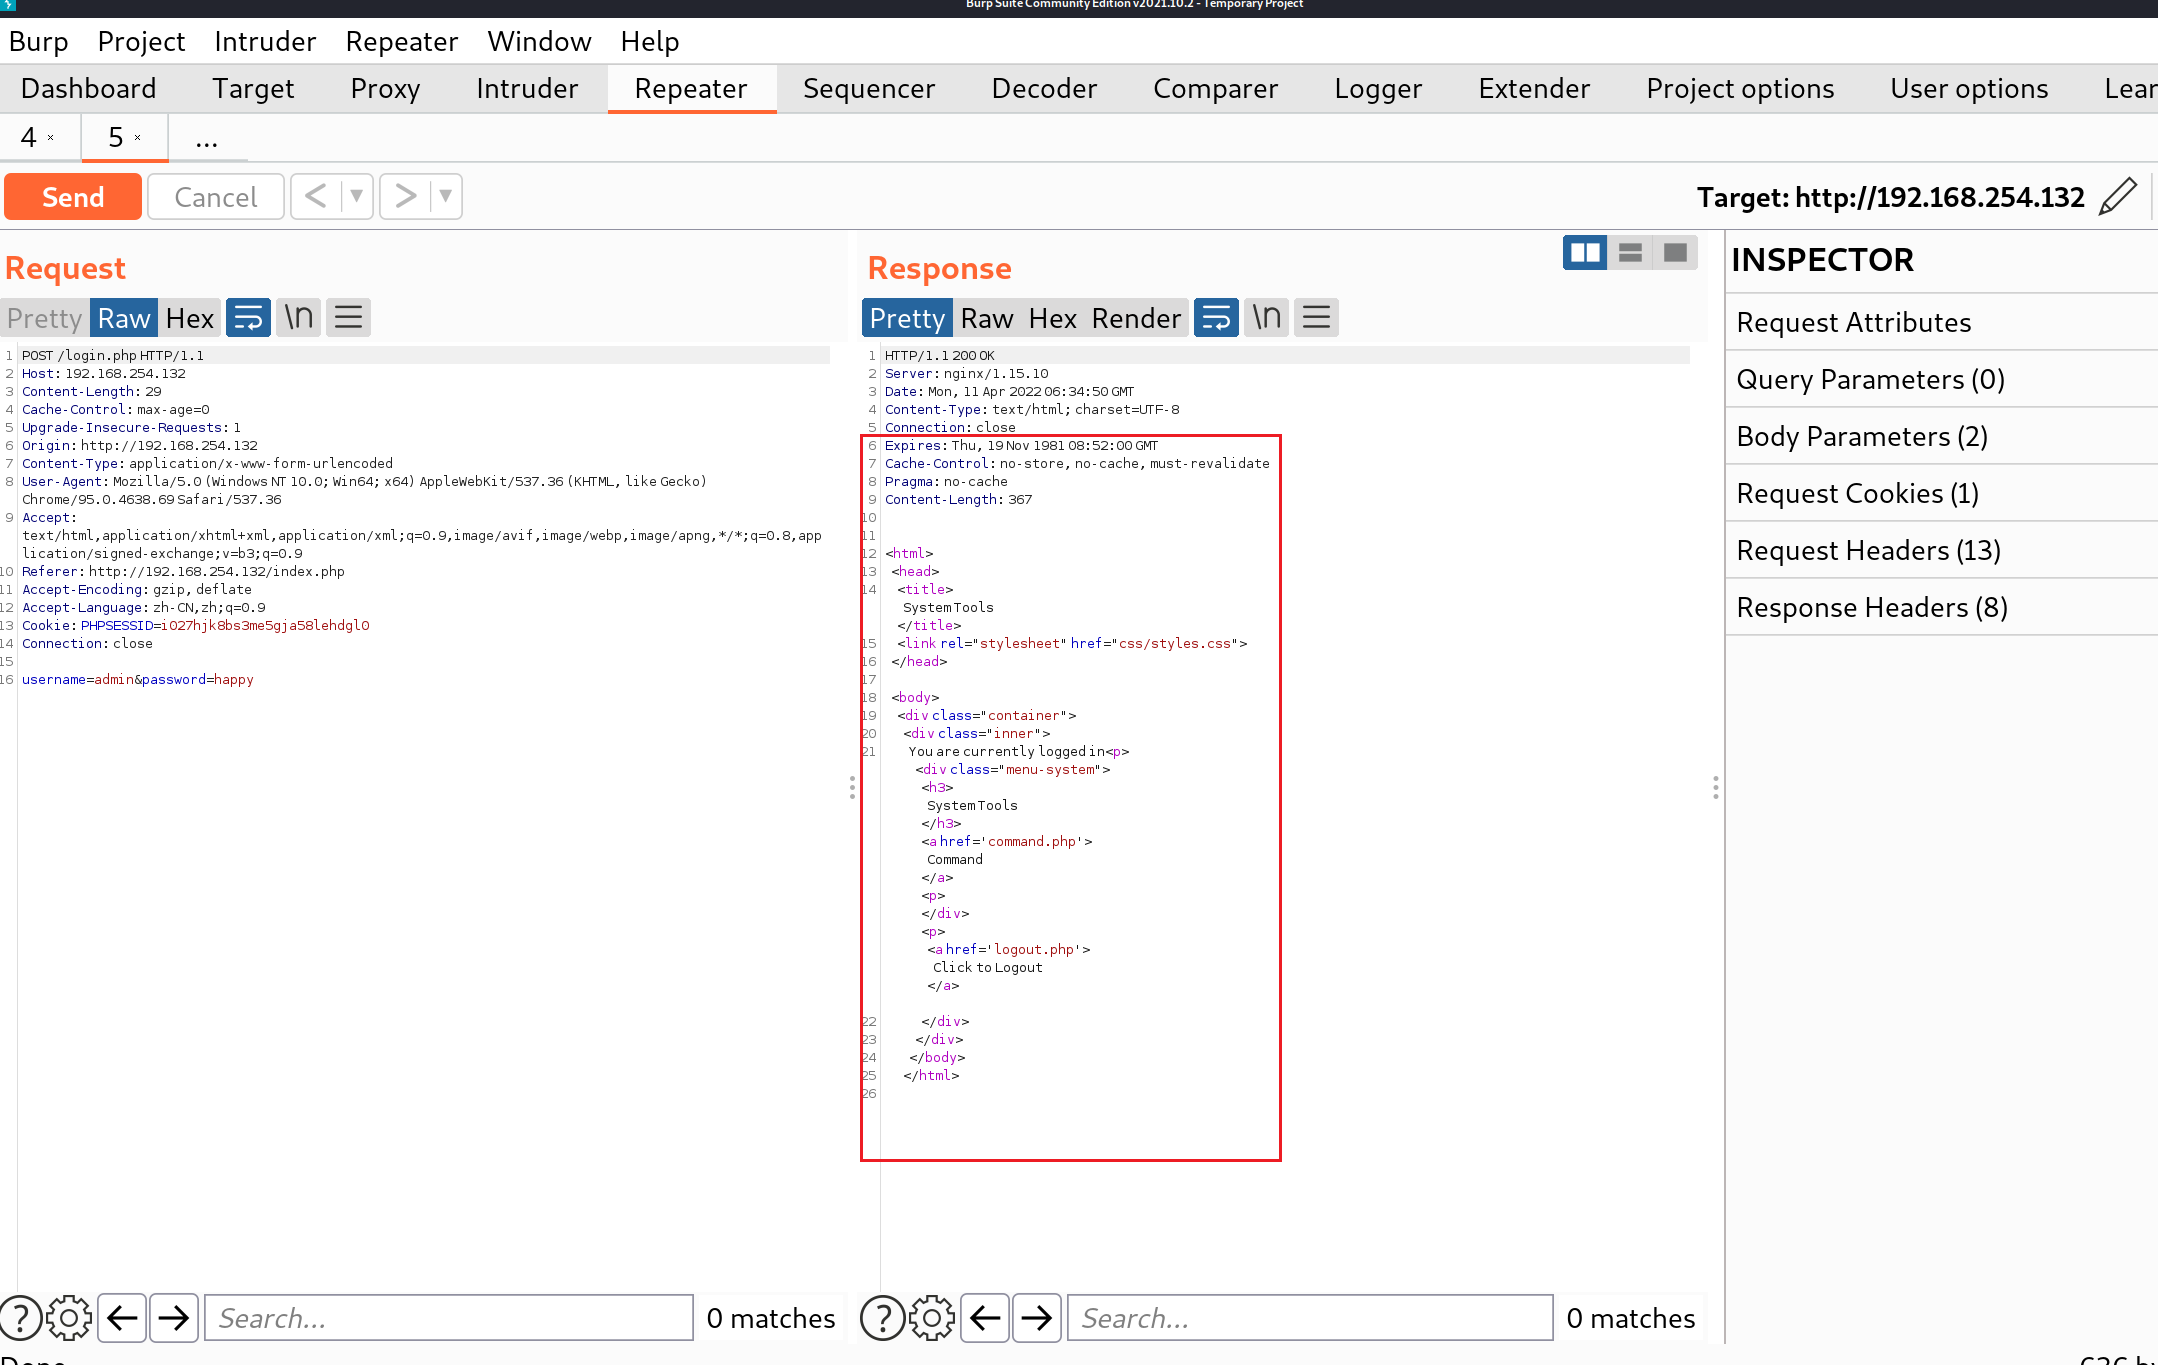 Burp Suite Community Edition v2021.10.2 - Temporary Project
Burp Project Intruder Repeater Window Help
Dashboard Target Proxy Intruder Repeater Sequencer Decoder Comparer Logger Extender Project options User options Lear
4 × 5 × ...
Send Cancel < ▼ > ▼ Target: http://192.168.254.132
Request
Pretty Raw Hex \n
1 POST /login.php HTTP/1.1
2 Host: 192.168.254.132
3 Content-Length: 29
4 Cache-Control: max-age=0
5 Upgrade-Insecure-Requests: 1
6 Origin: http://192.168.254.132
7 Content-Type: application/x-www-form-urlencoded
8 User-Agent: Mozilla/5.0 (Windows NT 10.0; Win64; x64) AppleWebKit/537.36 (KHTML, like Gecko)
Chrome/95.0.4638.69 Safari/537.36
9 Accept:
text/html,application/xhtml+xml,application/xml;q=0.9,image/avif,image/webp,image/apng,*/*;q=0.8,app
lication/signed-exchange;v=b3;q=0.9
10 Referer: http://192.168.254.132/index.php
11 Accept-Encoding: gzip, deflate
12 Accept-Language: zh-CN,zh;q=0.9
13 Cookie: PHPSESSID=i027hjk8bs3me5gja58lehdgl0
14 Connection: close
15
16 username=admin&password=happy
Search... 0 matches
Response
Pretty Raw Hex Render \n
1 HTTP/1.1 200 OK
2 Server: nginx/1.15.10
3 Date: Mon, 11 Apr 2022 06:34:50 GMT
4 Content-Type: text/html; charset=UTF-8
5 Connection: close
6 Expires: Thu, 19 Nov 1981 08:52:00 GMT
7 Cache-Control: no-store, no-cache, must-revalidate
8 Pragma: no-cache
9 Content-Length: 367
10
11
12 <html>
13 <head>
14 <title>
System Tools
</title>
15 <link rel="stylesheet" href="css/styles.css">
16 </head>
17
18 <body>
19 <div class="container">
20 <div class="inner">
21 You are currently logged in<p>
<div class="menu-system">
<h3>
System Tools
</h3>
<a href='command.php'>
Command
</a>
<p>
</div>
<p>
<a href='logout.php'>
Click to Logout
</a>
22 </div>
23 </div>
24 </body>
25 </html>
26
Search... 0 matches
INSPECTOR
Request Attributes
Query Parameters (0)
Body Parameters (2)
Request Cookies (1)
Request Headers (13)
Response Headers (8)
Done